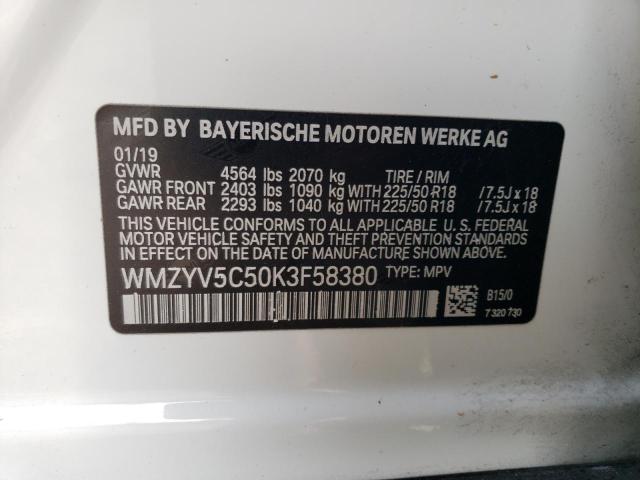 MFD BY BAYERISCHE MOTOREN WERKE AG
01/19
GVWR 4564 lbs 2070 kg TIRE / RIM
GAWR FRONT 2403 lbs 1090 kg WITH 225/50 R18 /7.5J x 18
GAWR REAR 2293 lbs 1040 kg WITH 225/50 R18 /7.5J x 18
THIS VEHICLE CONFORMS TO ALL APPLICABLE U.S. FEDERAL
MOTOR VEHICLE SAFETY AND THEFT PREVENTION
STANDARDS IN EFFECT ON THE DATE OF MANUFACTURE SHOWN ABOVE.
WMZYV5C50K3F58380 TYPE: MPV
B15/0
7 320 730